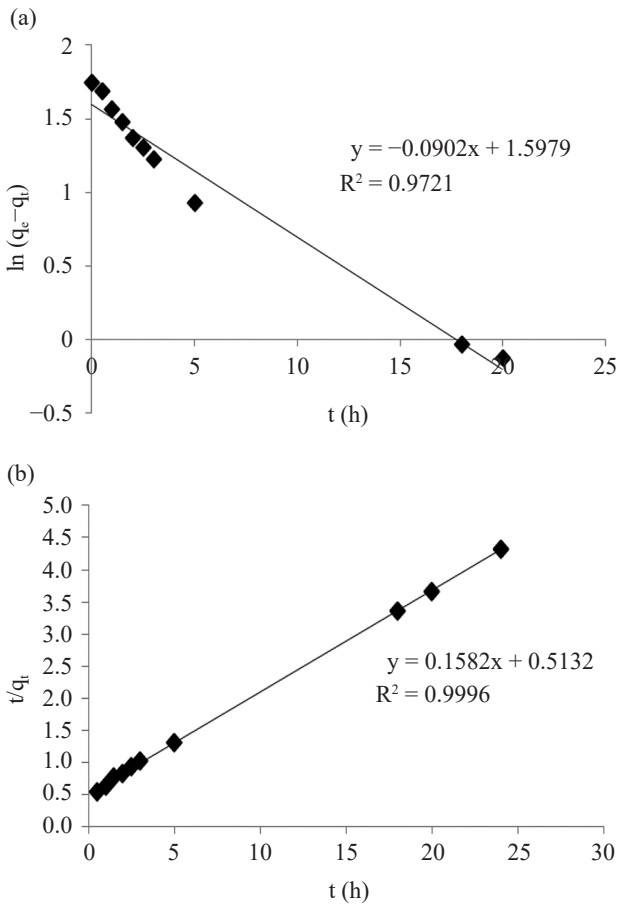 (a)
2
1.5
1
0.5
0
−0.5
ln (qₑ−qₜ)
y = −0.0902x + 1.5979
R² = 0.9721
0 5 10 15 20 25
t (h)
(b)
5.0
4.5
4.0
3.5
3.0
2.5
2.0
1.5
1.0
0.5
0.0
t/qₜ
y = 0.1582x + 0.5132
R² = 0.9996
0 5 10 15 20 25 30
t (h)